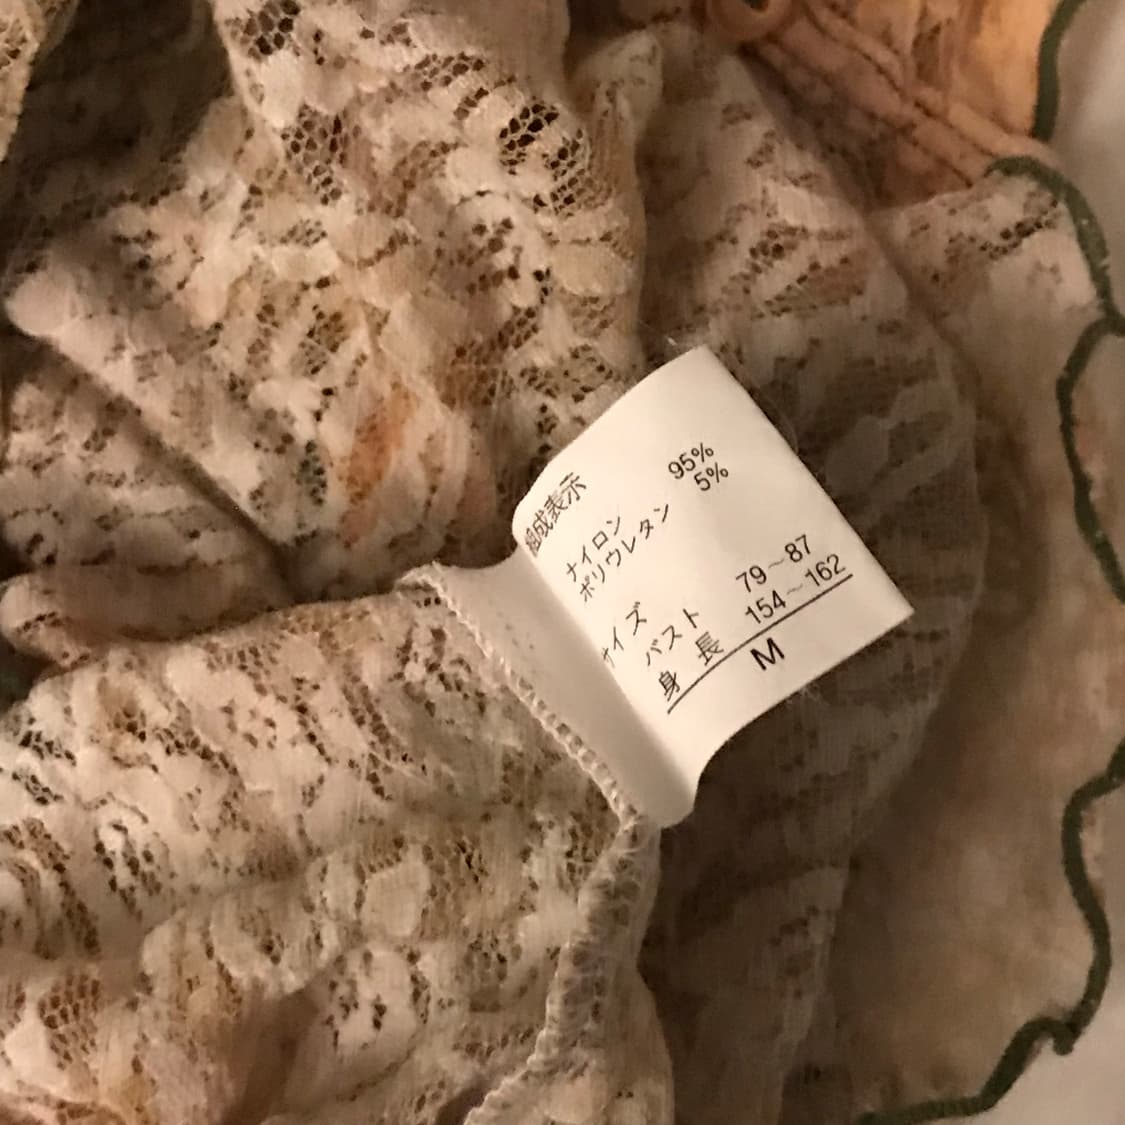 組成表示
ナイロン 95%
ポリウレタン 5%
サイズ
バスト 79~87
身長 154~162
M